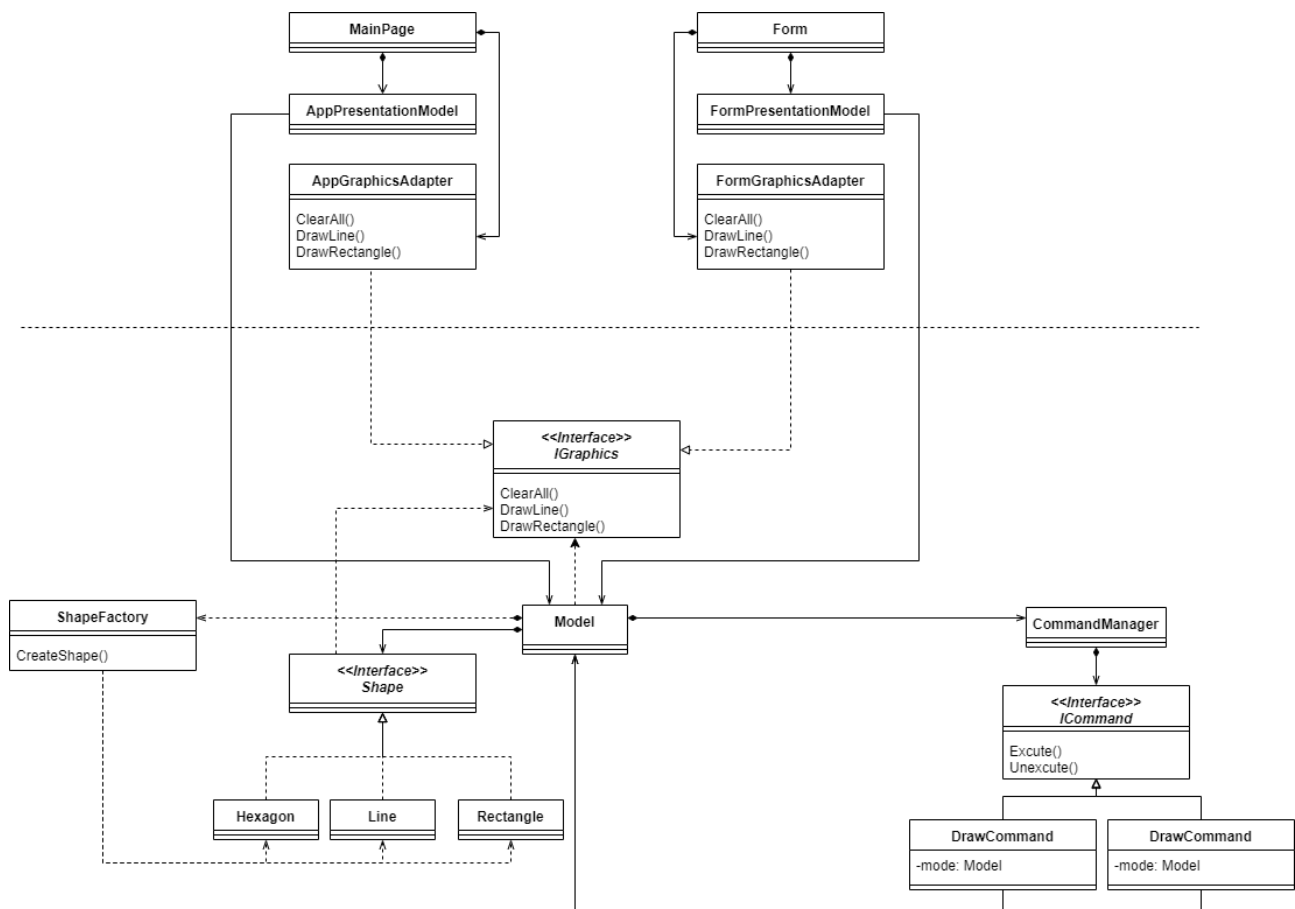 MainPage
Form
AppPresentationModel
FormPresentationModel
AppGraphicsAdapter
ClearAll()
DrawLine()
DrawRectangle()
FormGraphicsAdapter
ClearAll()
DrawLine()
DrawRectangle()
<<Interface>>
IGraphics
ClearAll()
DrawLine()
DrawRectangle()
ShapeFactory
CreateShape()
Model
CommandManager
<<Interface>>
Shape
<<Interface>>
ICommand
Excute()
Unexcute()
Hexagon
Line
Rectangle
DrawCommand
-mode: Model
DrawCommand
-mode: Model